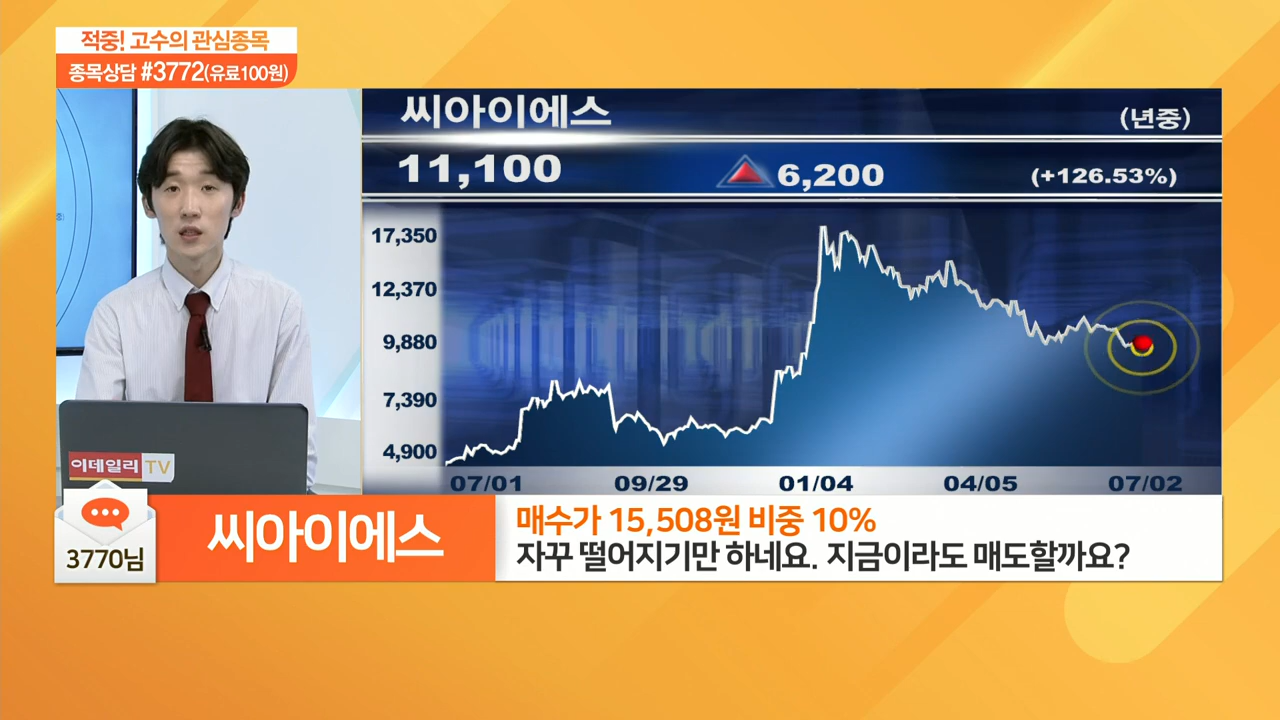 적중! 고수의 관심종목
종목상담 #3772(유료100원)
씨아이에스
(년중)
11,100
6,200
(+126.53%)
17,350
12,370
9,880
7,390
4,900
07/01
09/29
01/04
04/05
07/02
이데일리 TV
3770님
씨아이에스
매수가 15,508원 비중 10%
자꾸 떨어지기만 하네요. 지금이라도 매도할까요?